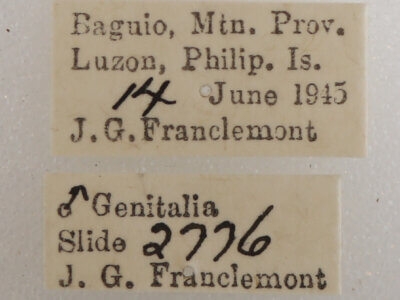 Baguio, Mtn. Prov.
Luzon, Philip. Is.
14 June 1945
J. G. Franclemont
♂ Genitalia
Slide 2776
J. G. Franclemont